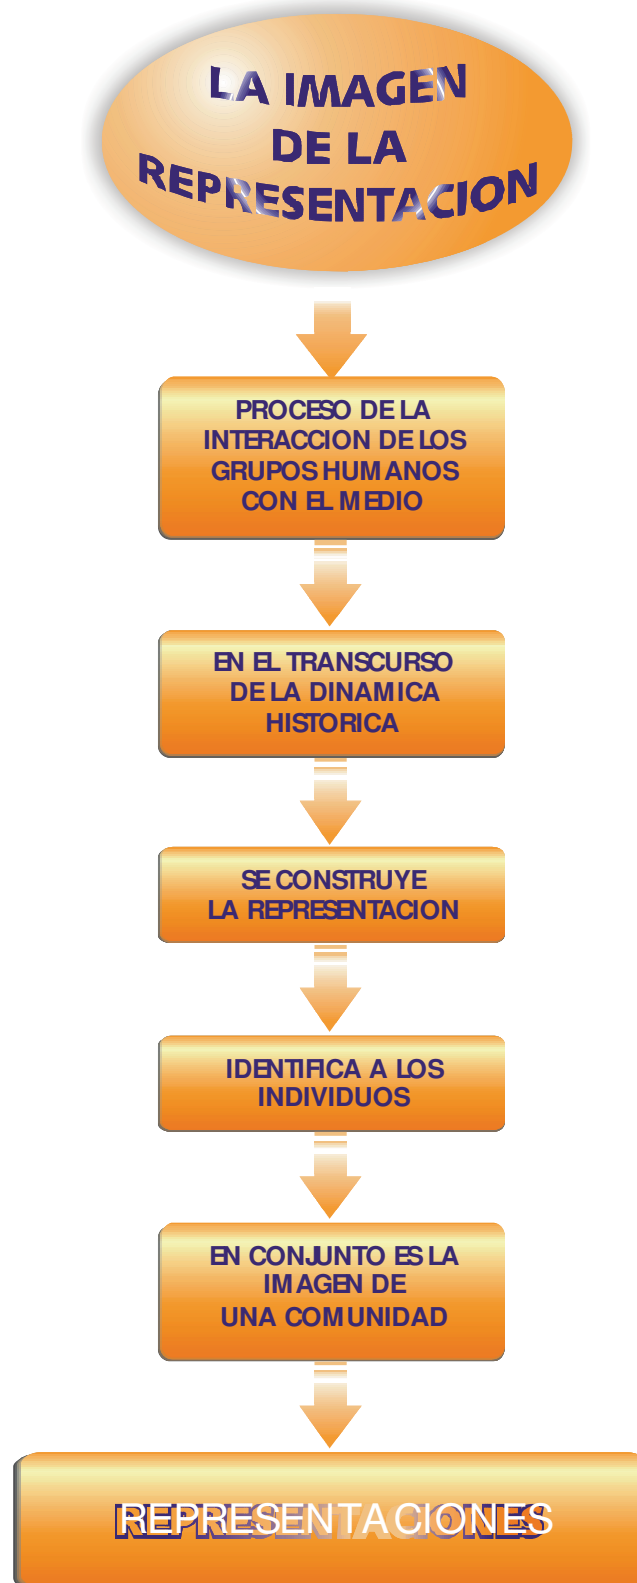 LA IMAGEN
DE LA
REPRESENTACION
PROCESO DE LA
INTERACCION DE LOS
GRUPOS HUMANOS
CON EL MEDIO
EN EL TRANSCURSO
DE LA DINAMICA
HISTORICA
SE CONSTRUYE
LA REPRESENTACION
IDENTIFICA A LOS
INDIVIDUOS
EN CONJUNTO ES LA
IMAGEN DE
UNA COMUNIDAD
REPRESENTACIONES